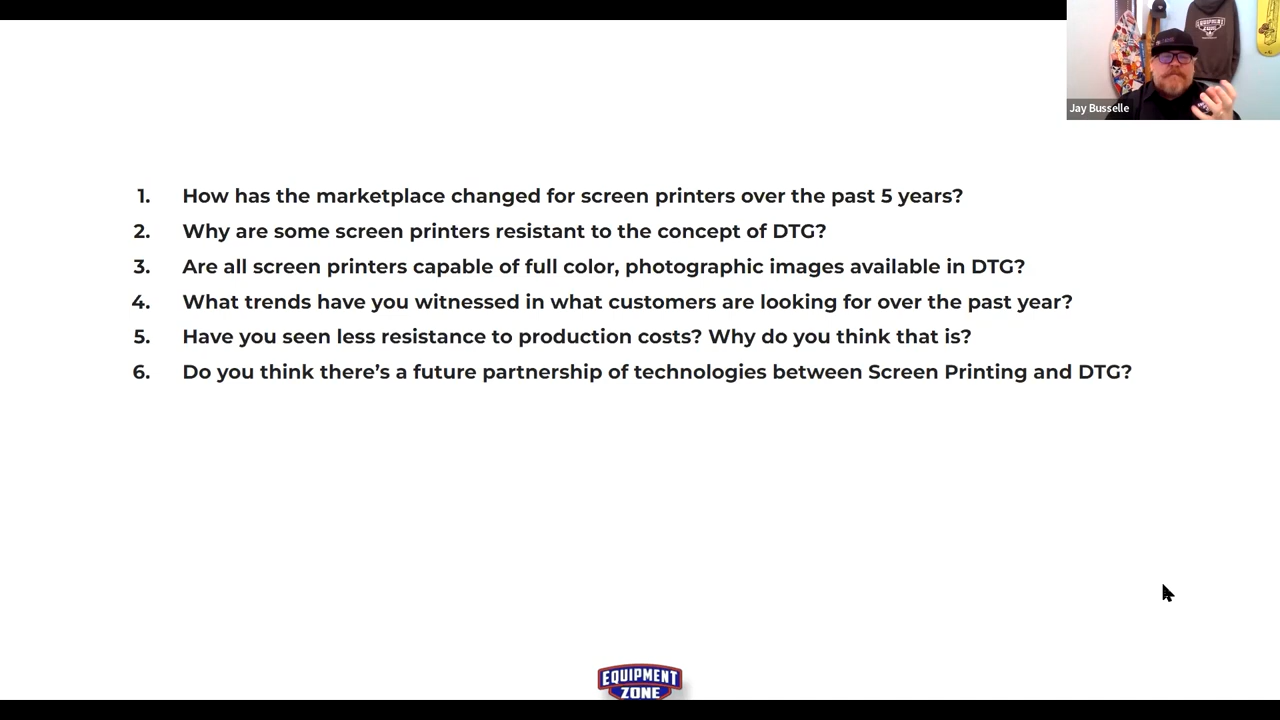 Jay Busselle
1. How has the marketplace changed for screen printers over the past 5 years?
2. Why are some screen printers resistant to the concept of DTG?
3. Are all screen printers capable of full color, photographic images available in DTG?
4. What trends have you witnessed in what customers are looking for over the past year?
5. Have you seen less resistance to production costs? Why do you think that is?
6. Do you think there’s a future partnership of technologies between Screen Printing and DTG?
EQUIPMENT
ZONE